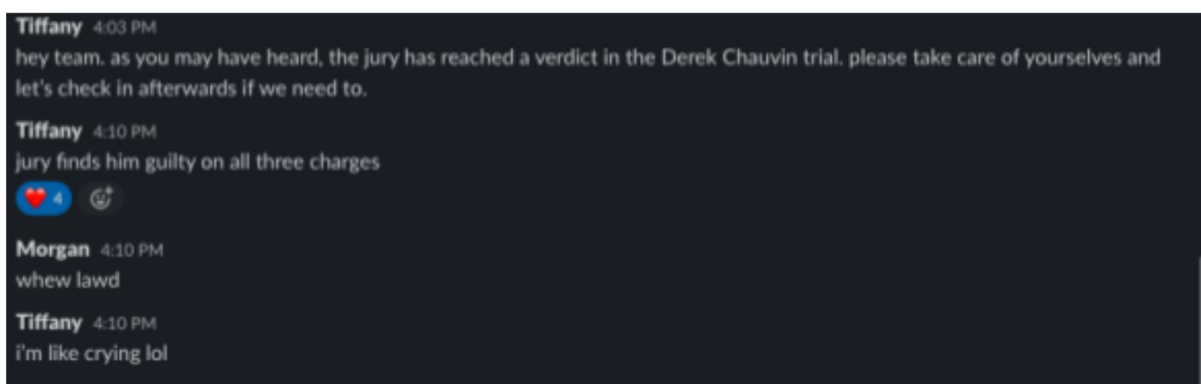 Tiffany 4:03 PM
hey team. as you may have heard, the jury has reached a verdict in the Derek Chauvin trial. please take care of yourselves and
let's check in afterwards if we need to.
Tiffany 4:10 PM
jury finds him guilty on all three charges
4
Morgan 4:10 PM
whew lawd
Tiffany 4:10 PM
i'm like crying lol